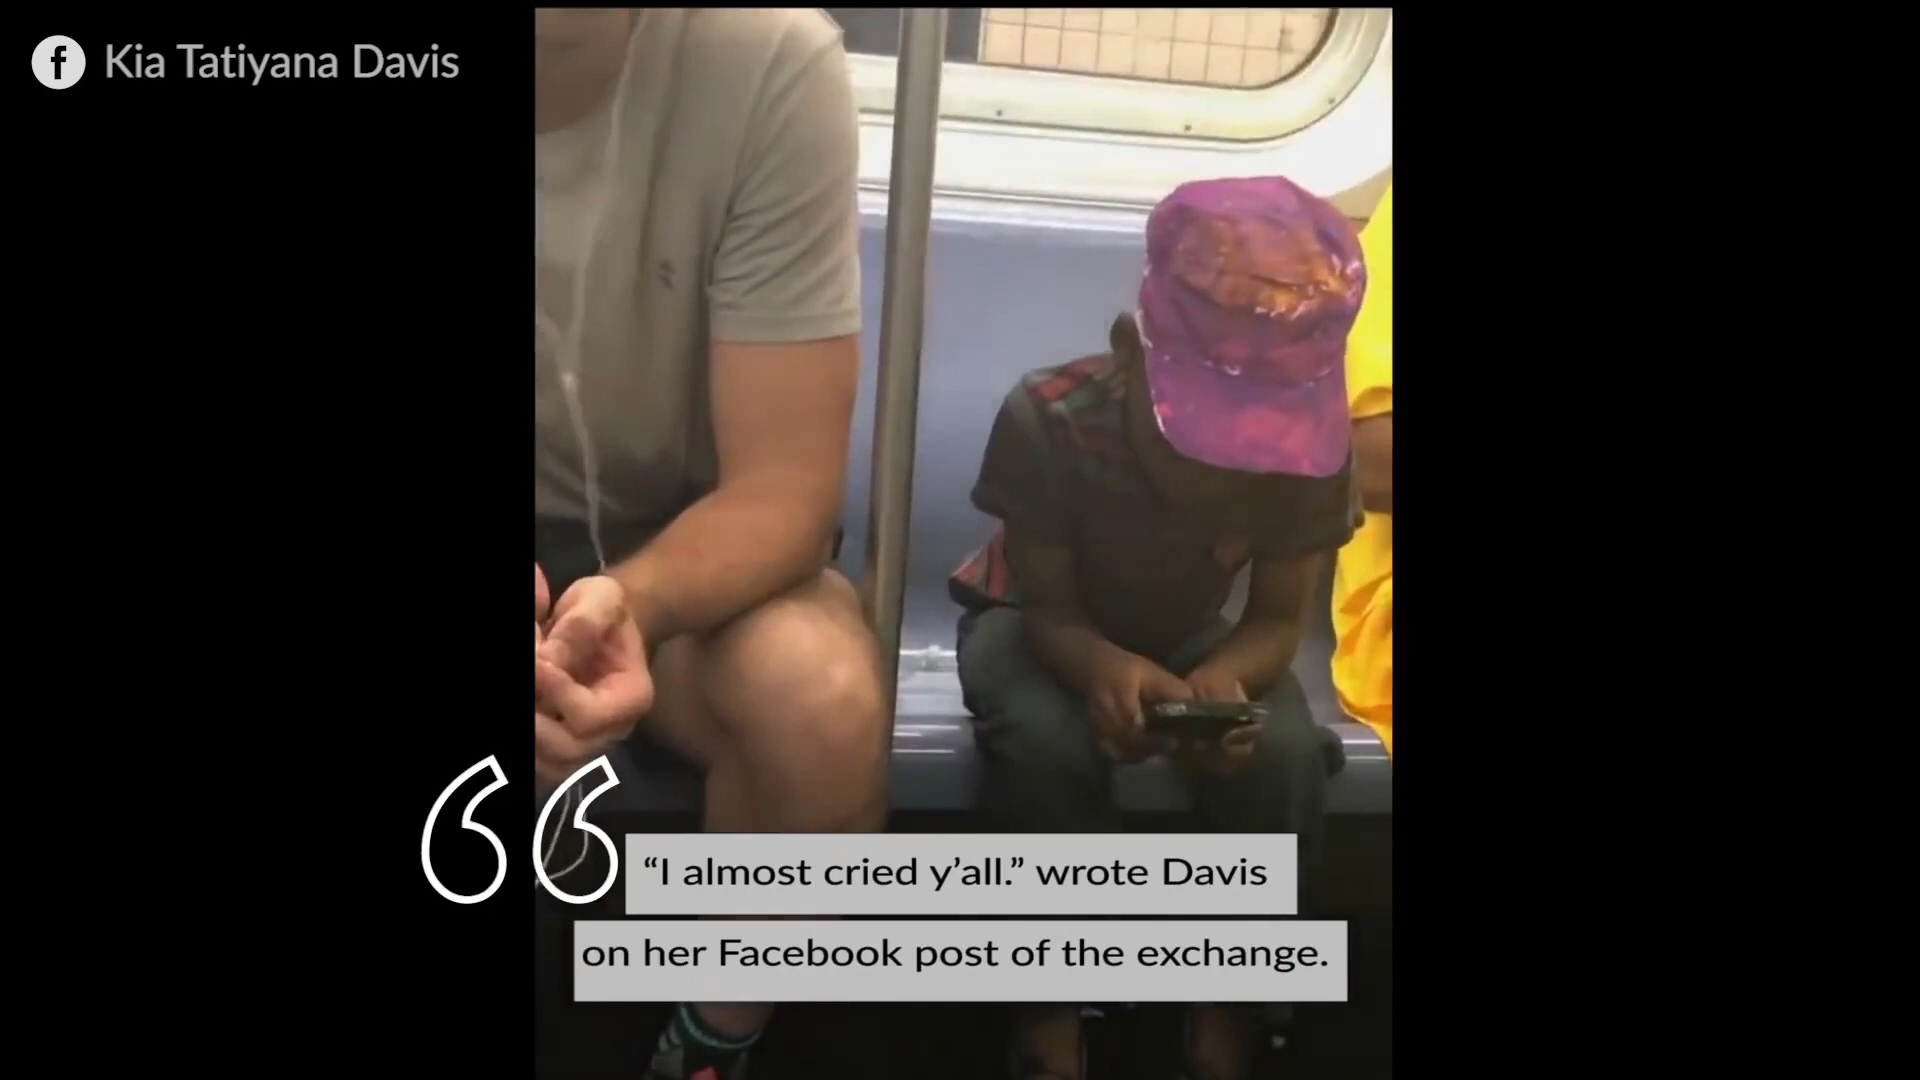 f Kia Tatiyana Davis
“I almost cried y’all.” wrote Davis
on her Facebook post of the exchange.